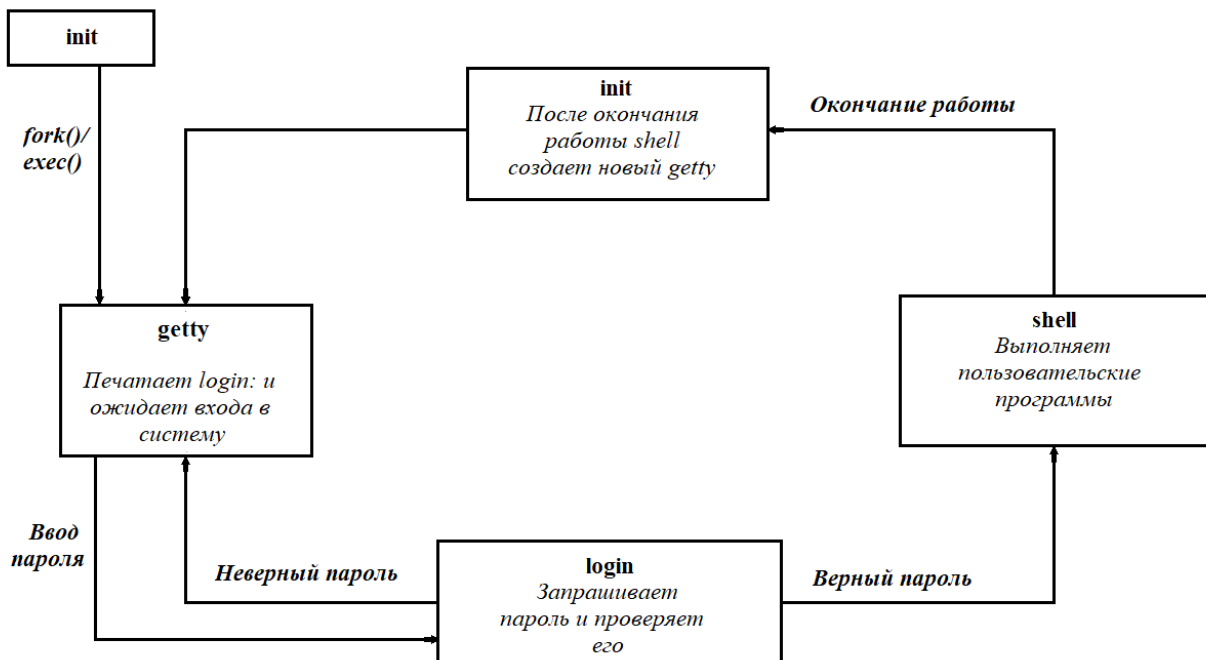 init
fork()/
exec()
init
После окончания
работы shell
создает новый getty
Окончание работы
getty
Печатает login: и
ожидает входа в
систему
shell
Выполняет
пользовательские
программы
Ввод
пароля
Неверный пароль
login
Запрашивает
пароль и проверяет
его
Верный пароль